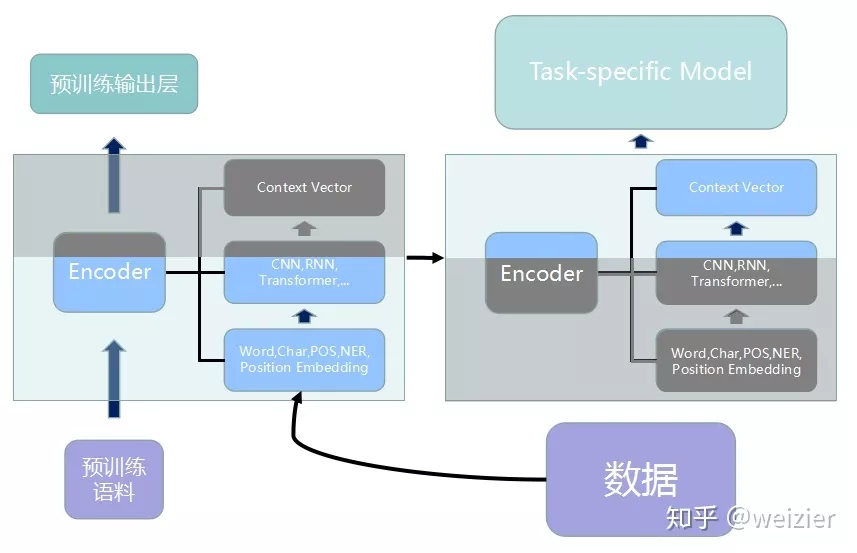 预训练输出层
Task-specific Model
Context Vector
Encoder
CNN,RNN,
Transformer,...
Word,Char,POS,NER,
Position Embedding
Context Vector
Encoder
CNN,RNN,
Transformer,...
Word,Char,POS,NER,
Position Embedding
预训练
语料
数据
知乎 @weizier